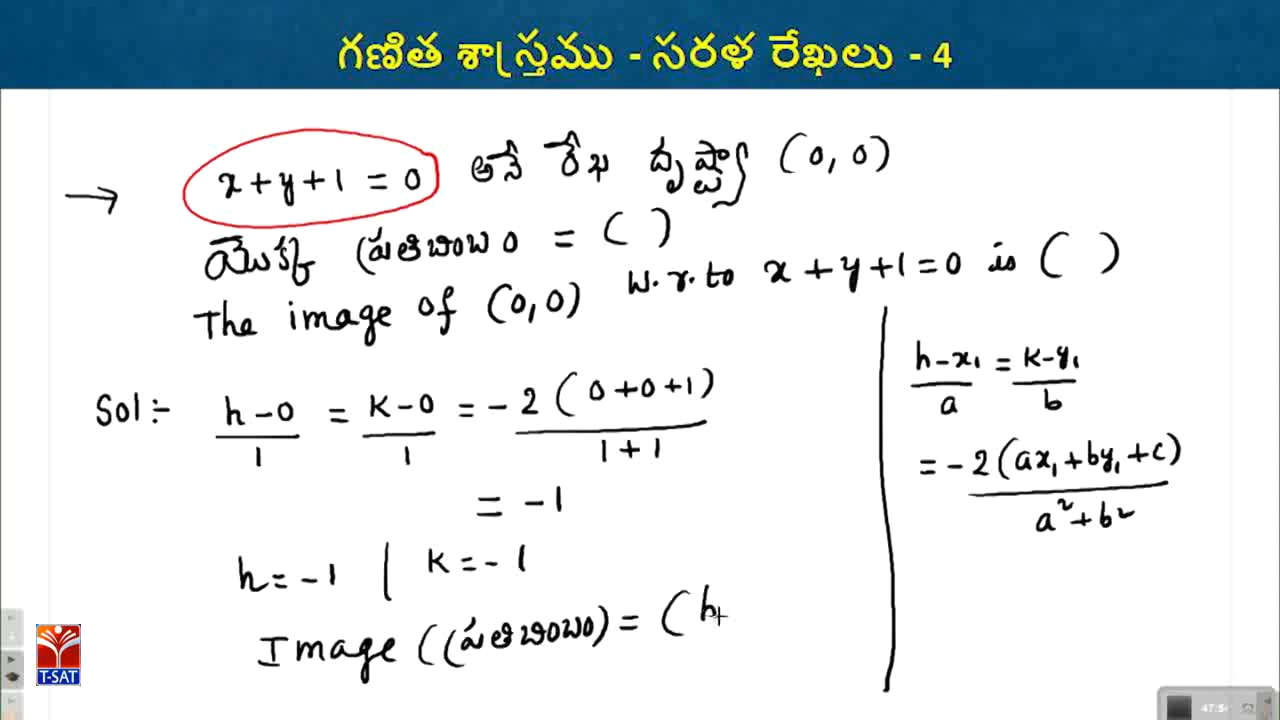 గణిత శాస్త్రము - సరళ రేఖలు - 4
→ x + y + 1 = 0 అనే రేఖ దృష్ట్యా (0, 0)
యొక్క ప్రతిబింబం = ( )
The image of (0, 0) w.r.to x + y + 1 = 0 is ( )
Sol :- (h - 0)/1 = (k - 0)/1 = -2 (0 + 0 + 1)/(1 + 1)
= -1
h = -1 | k = -1
Image (ప్రతిబింబం) = (h
(h - x₁)/a = (k - y₁)/b
= -2 (ax₁ + by₁ + c)/(a² + b²)
T-SAT